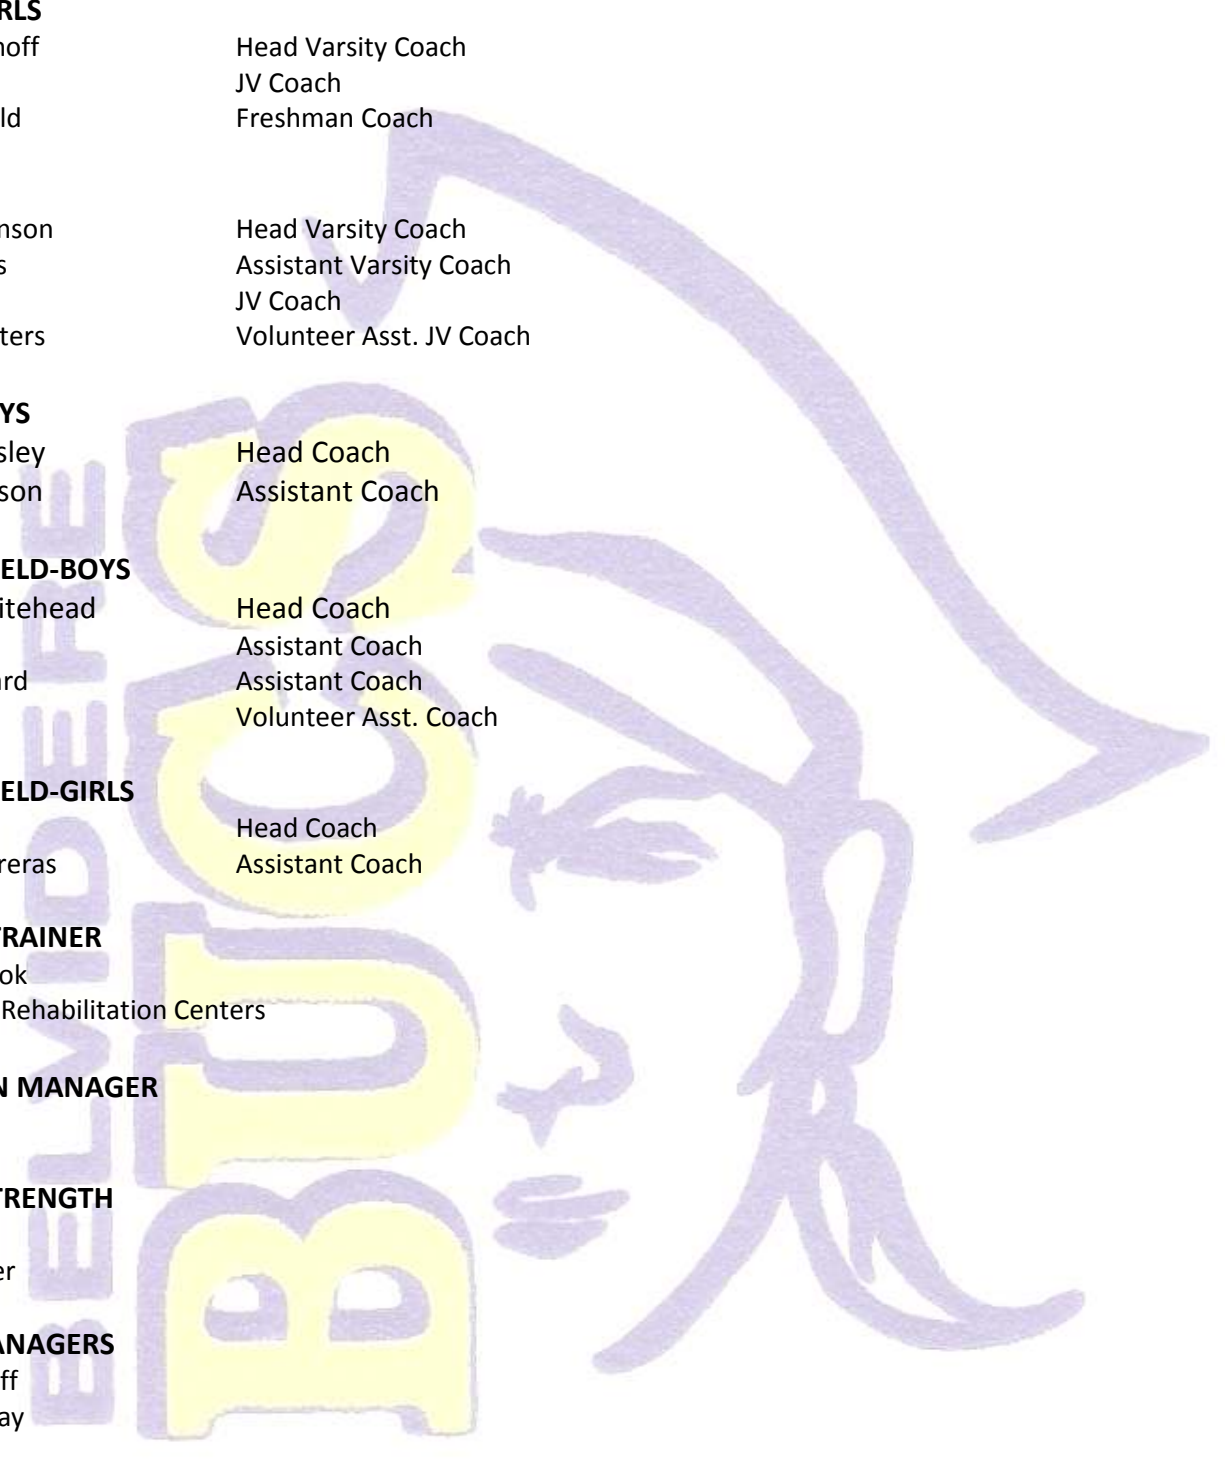 RLS
noff Head Varsity Coach
JV Coach
ld Freshman Coach
nson Head Varsity Coach
s Assistant Varsity Coach
JV Coach
ters Volunteer Asst. JV Coach
YS
sley Head Coach
son Assistant Coach
ELD-BOYS
itehead Head Coach
Assistant Coach
ard Assistant Coach
Volunteer Asst. Coach
ELD-GIRLS
Head Coach
reras Assistant Coach
TRAINER
ok
Rehabilitation Centers
N MANAGER
TRENGTH
er
ANAGERS
ff
ay
BELVIDERE
BUCS